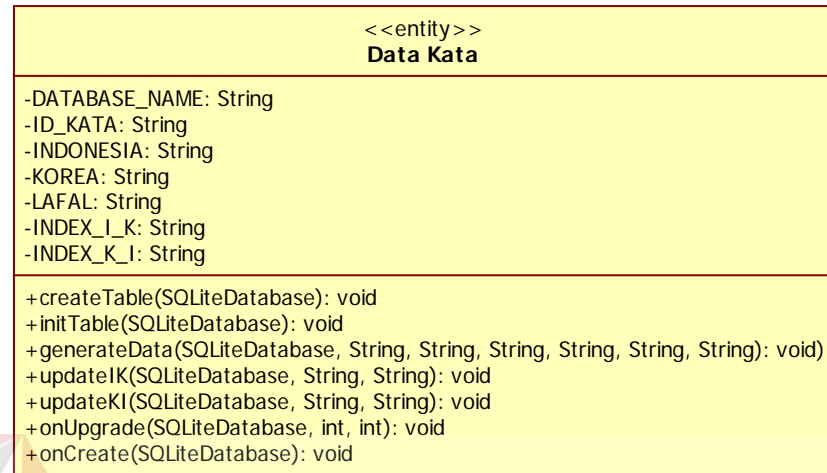 <<entity>>
Data Kata
-DATABASE_NAME: String
-ID_KATA: String
-INDONESIA: String
-KOREA: String
-LAFAL: String
-INDEX_I_K: String
-INDEX_K_I: String
+createTable(SQLiteDatabase): void
+initTable(SQLiteDatabase): void
+generateData(SQLiteDatabase, String, String, String, String, String, String): void)
+updateIK(SQLiteDatabase, String, String): void
+updateKI(SQLiteDatabase, String, String): void
+onUpgrade(SQLiteDatabase, int, int): void
+onCreate(SQLiteDatabase): void